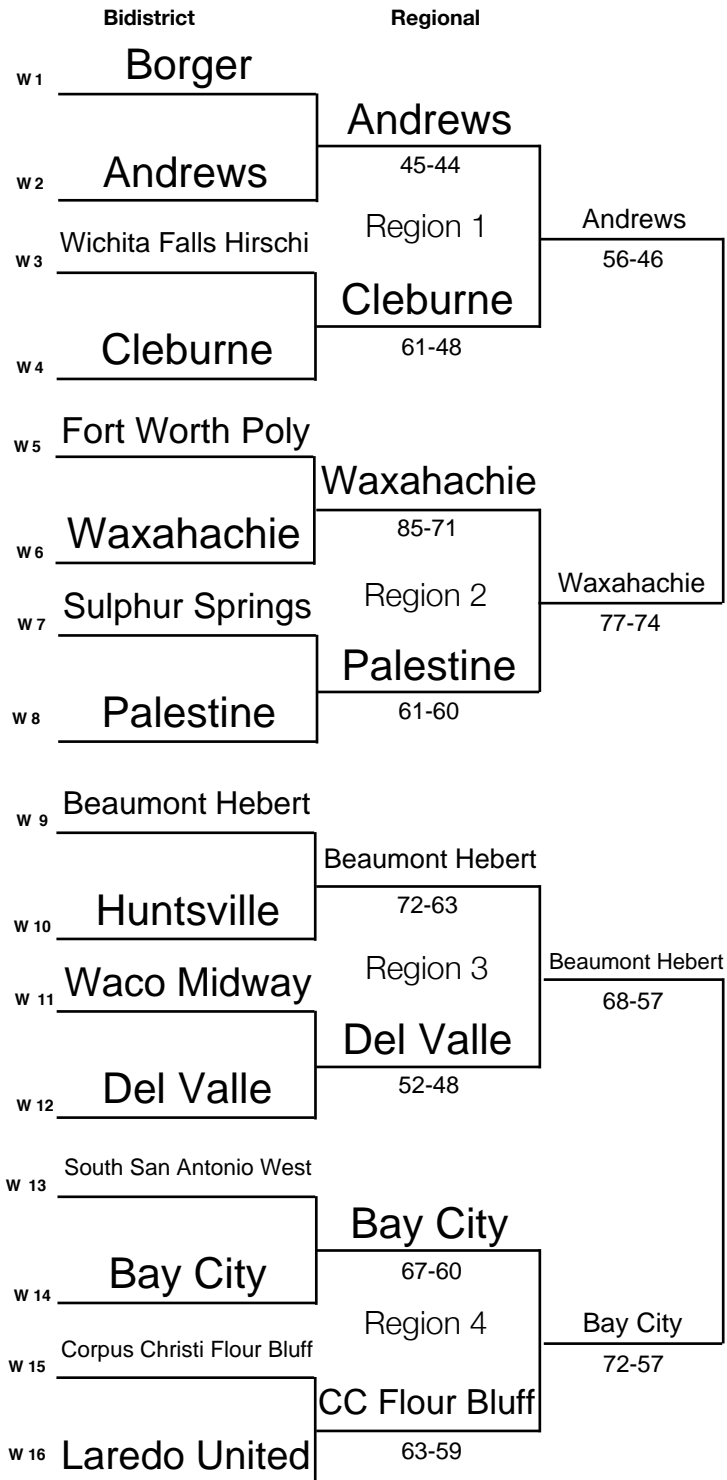 Bidistrict Regional
W 1 Borger
Andrews
W 2 Andrews 45-44
Region 1 Andrews
W 3 Wichita Falls Hirschi
56-46
Cleburne
W 4 Cleburne 61-48
W 5 Fort Worth Poly
Waxahachie
W 6 Waxahachie 85-71
Region 2 Waxahachie
W 7 Sulphur Springs
77-74
Palestine
W 8 Palestine 61-60
W 9 Beaumont Hebert
Beaumont Hebert
W 10 Huntsville 72-63
Region 3 Beaumont Hebert
W 11 Waco Midway
68-57
Del Valle
W 12 Del Valle 52-48
W 13 South San Antonio West
Bay City
W 14 Bay City 67-60
Region 4 Bay City
W 15 Corpus Christi Flour Bluff
72-57
CC Flour Bluff
W 16 Laredo United 63-59